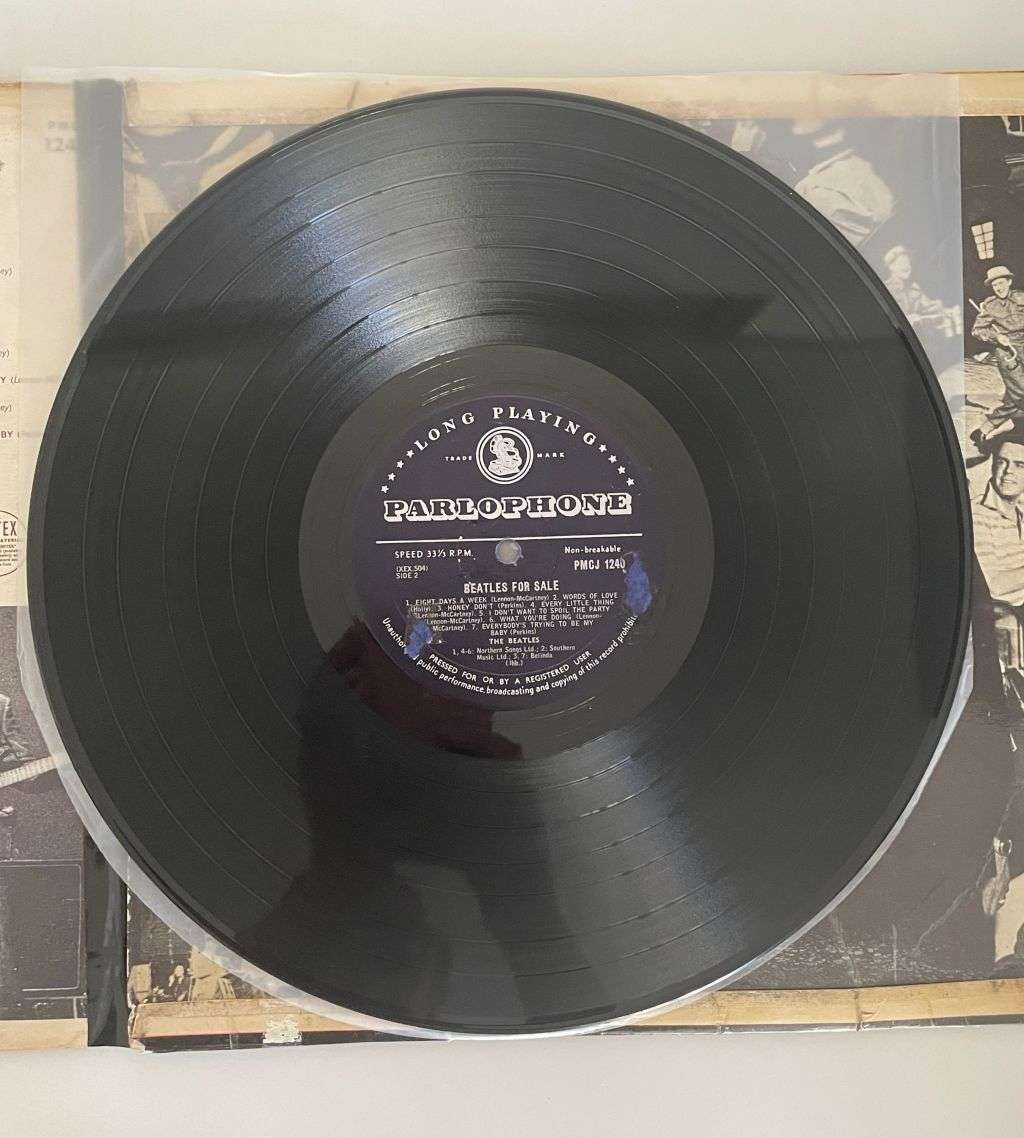 LONG PLAYING
TRADE MARK
PARLOPHONE
SPEED 33⅓ R.P.M.
Non-breakable
(XEX.504)
SIDE 2
PMCJ 1240
BEATLES FOR SALE
1. EIGHT DAYS A WEEK (Lennon-McCartney) 2. WORDS OF LOVE
(Holly). 3. HONEY DON'T (Perkins). 4. EVERY LITTLE THING
(Lennon-McCartney). 5. I DON'T WANT TO SPOIL THE PARTY
(Lennon-McCartney). 6. WHAT YOU'RE DOING (Lennon-
McCartney). 7. EVERYBODY'S TRYING TO BE MY
BABY (Perkins)
THE BEATLES
1, 4-6: Northern Songs Ltd.; 2: Southern
Music Ltd.; 3, 7: Belinda
(Ibb.)
PRESSED FOR OR BY A REGISTERED USER
public performance, broadcasting and copying of this record
BY